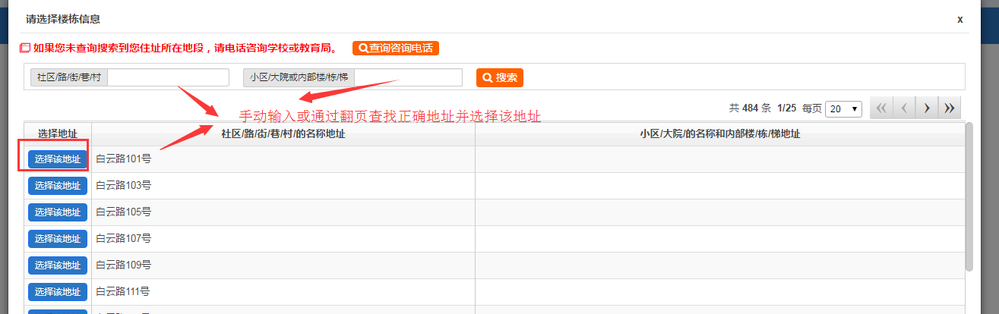 请选择楼栋信息
x
如果您未查询搜索到您住址所在地段，请电话咨询学校或教育局。 查询咨询电话
社区/路/街/巷/村 小区/大院或内部楼/栋/梯 搜索
共 484 条 1/25 每页 20
手动输入或通过翻页查找正确地址并选择该地址
选择地址 社区/路/街/巷/村/的名称地址 小区/大院/的名称和内部楼/栋/梯地址
选择该地址 白云路101号
选择该地址 白云路103号
选择该地址 白云路105号
选择该地址 白云路107号
选择该地址 白云路109号
选择该地址 白云路111号